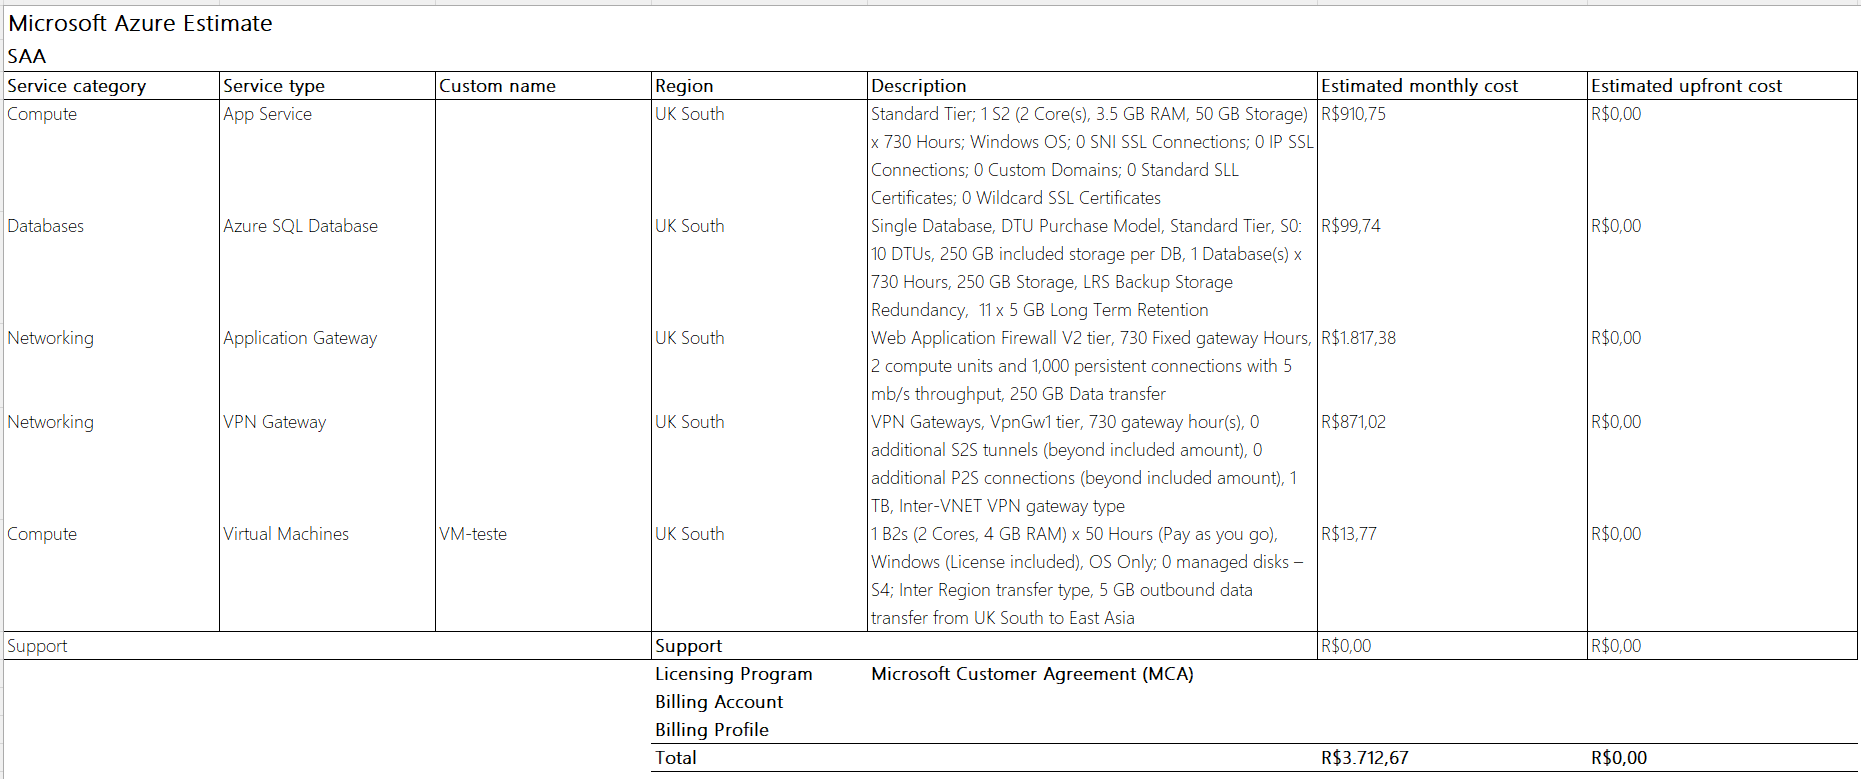 Microsoft Azure Estimate
SAA
Service category Service type Custom name Region Description Estimated monthly cost Estimated upfront cost
Compute App Service UK South Standard Tier; 1 S2 (2 Core(s), 3.5 GB RAM, 50 GB Storage) R$910,75 R$0,00
x 730 Hours; Windows OS; 0 SNI SSL Connections; 0 IP SSL
Connections; 0 Custom Domains; 0 Standard SLL
Certificates; 0 Wildcard SSL Certificates
Databases Azure SQL Database UK South Single Database, DTU Purchase Model, Standard Tier, S0: R$99,74 R$0,00
10 DTUs, 250 GB included storage per DB, 1 Database(s) x
730 Hours, 250 GB Storage, LRS Backup Storage
Redundancy,  11 x 5 GB Long Term Retention
Networking Application Gateway UK South Web Application Firewall V2 tier, 730 Fixed gateway Hours, R$1.817,38 R$0,00
2 compute units and 1,000 persistent connections with 5
mb/s throughput, 250 GB Data transfer
Networking VPN Gateway UK South VPN Gateways, VpnGw1 tier, 730 gateway hour(s), 0 R$871,02 R$0,00
additional S2S tunnels (beyond included amount), 0
additional P2S connections (beyond included amount), 1
TB, Inter-VNET VPN gateway type
Compute Virtual Machines VM-teste UK South 1 B2s (2 Cores, 4 GB RAM) x 50 Hours (Pay as you go), R$13,77 R$0,00
Windows (License included), OS Only; 0 managed disks –
S4; Inter Region transfer type, 5 GB outbound data
transfer from UK South to East Asia
Support Support R$0,00 R$0,00
Licensing Program Microsoft Customer Agreement (MCA)
Billing Account
Billing Profile
Total R$3.712,67 R$0,00